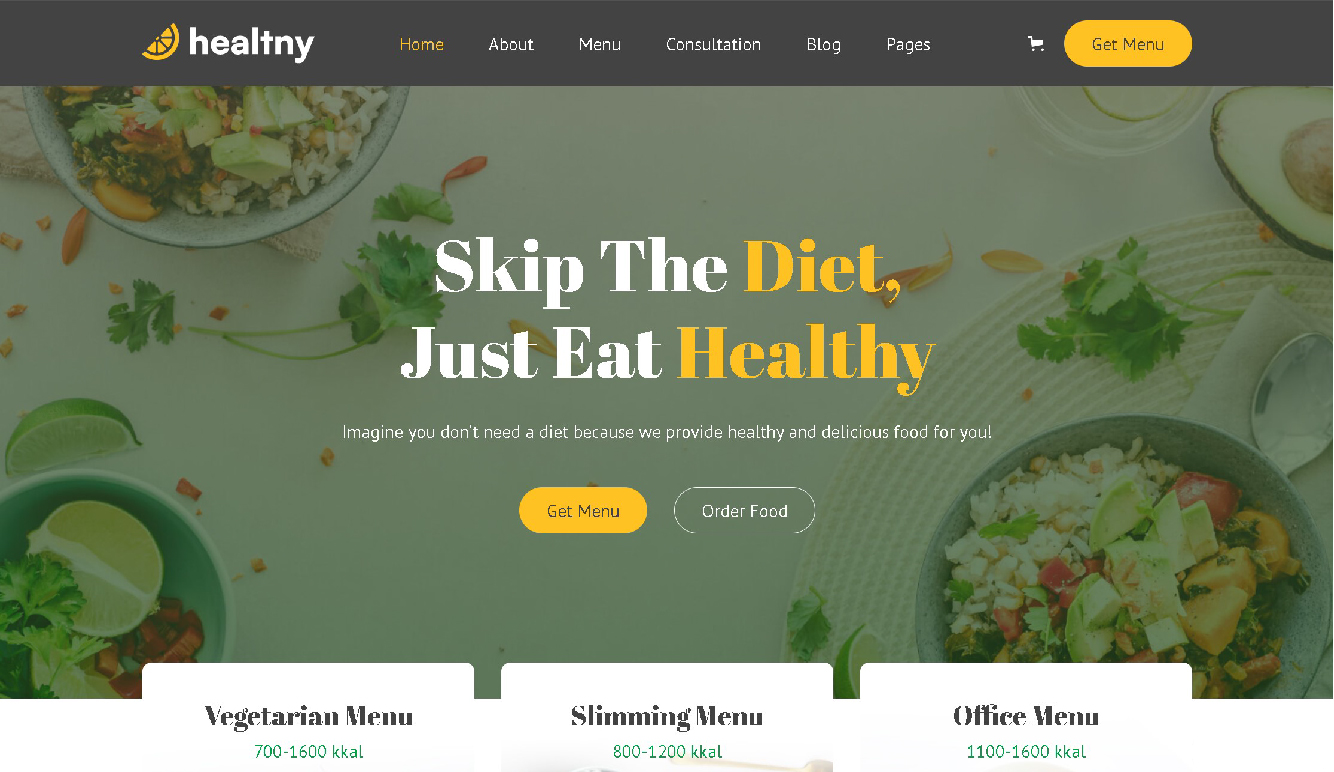 healtny
Home
About
Menu
Consultation
Blog
Pages
Get Menu
Skip The Diet,
Just Eat Healthy
Imagine you don't need a diet because we provide healthy and delicious food for you!
Get Menu
Order Food
Vegetarian Menu
700-1600 kkal
Slimming Menu
800-1200 kkal
Office Menu
1100-1600 kkal